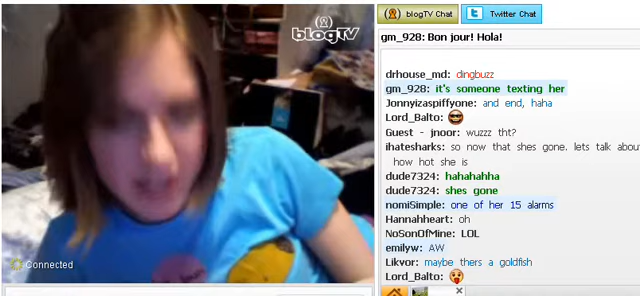 blogTV
Connected
blogTV Chat
Twitter Chat
gm_928: Bon jour! Hola!
drhouse_md: dingbuzz
gm_928: it's someone texting her
Jonnyizaspiffyone: and end, haha
Lord_Balto:
Guest - jnoor: wuzzz tht?
ihatesharks: so now that shes gone. lets talk about
how hot she is
dude7324: hahahahha
dude7324: shes gone
nomiSimple: one of her 15 alarms
Hannahheart: oh
NoSonOfMine: LOL
emilyw: AW
Likvor: maybe thers a goldfish
Lord_Balto: